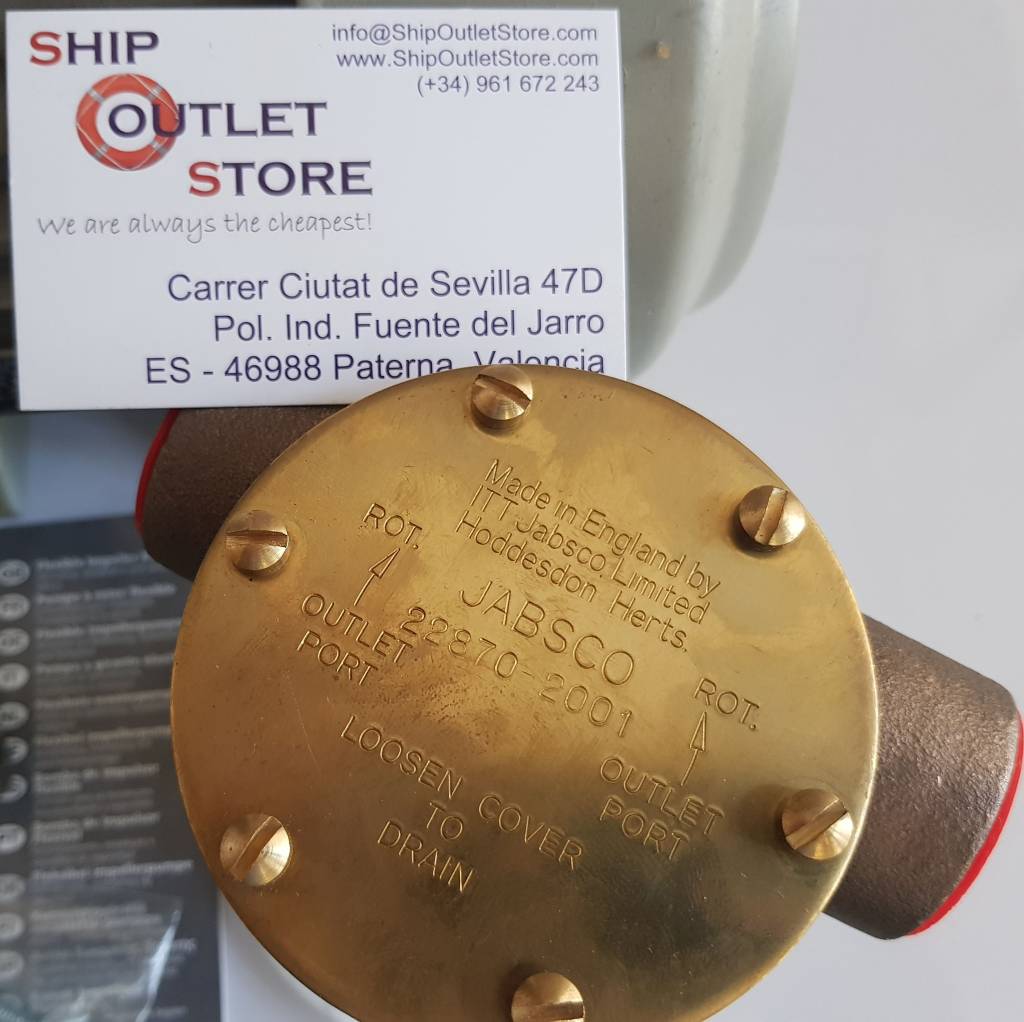 SHIP
OUTLET
STORE
We are always the cheapest!
info@ShipOutletStore.com
www.ShipOutletStore.com
(+34) 961 672 243
Carrer Ciutat de Sevilla 47D
Pol. Ind. Fuente del Jarro
ES - 46988 Paterna, Valencia
Made in England by
ITT Jabsco Limited
Hoddesdon. Herts.
JABSCO
22870-2001
ROT.
OUTLET
PORT
ROT.
OUTLET
PORT
LOOSEN COVER
TO
DRAIN